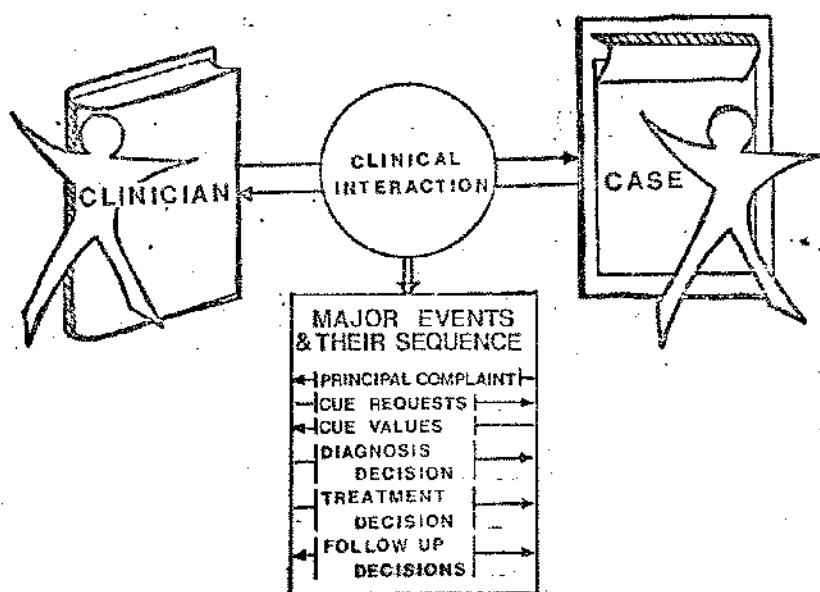 CLINICIAN
CLINICAL
INTERACTION
CASE
MAJOR EVENTS
& THEIR SEQUENCE
PRINCIPAL COMPLAINT
CUE REQUESTS
CUE VALUES
DIAGNOSIS
DECISION
TREATMENT
DECISION
FOLLOW UP
DECISIONS